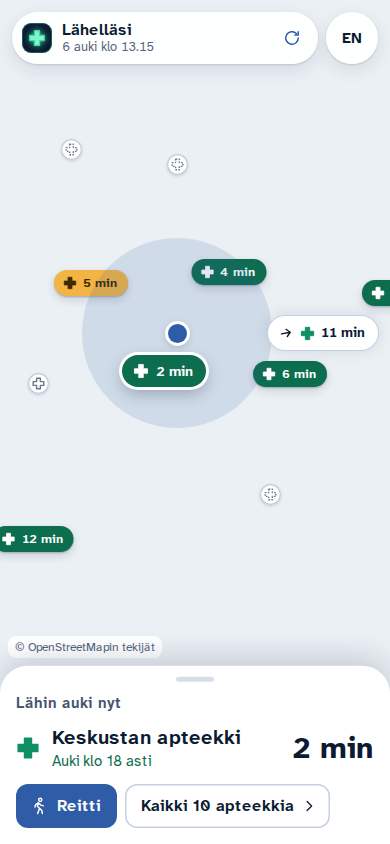 Lähelläsi
6 auki klo 13.15
EN
4 min
5 min
11 min
2 min
6 min
12 min
© OpenStreetMapin tekijät
Lähin auki nyt
Keskustan apteekki
Auki klo 18 asti
2 min
Reitti
Kaikki 10 apteekkia